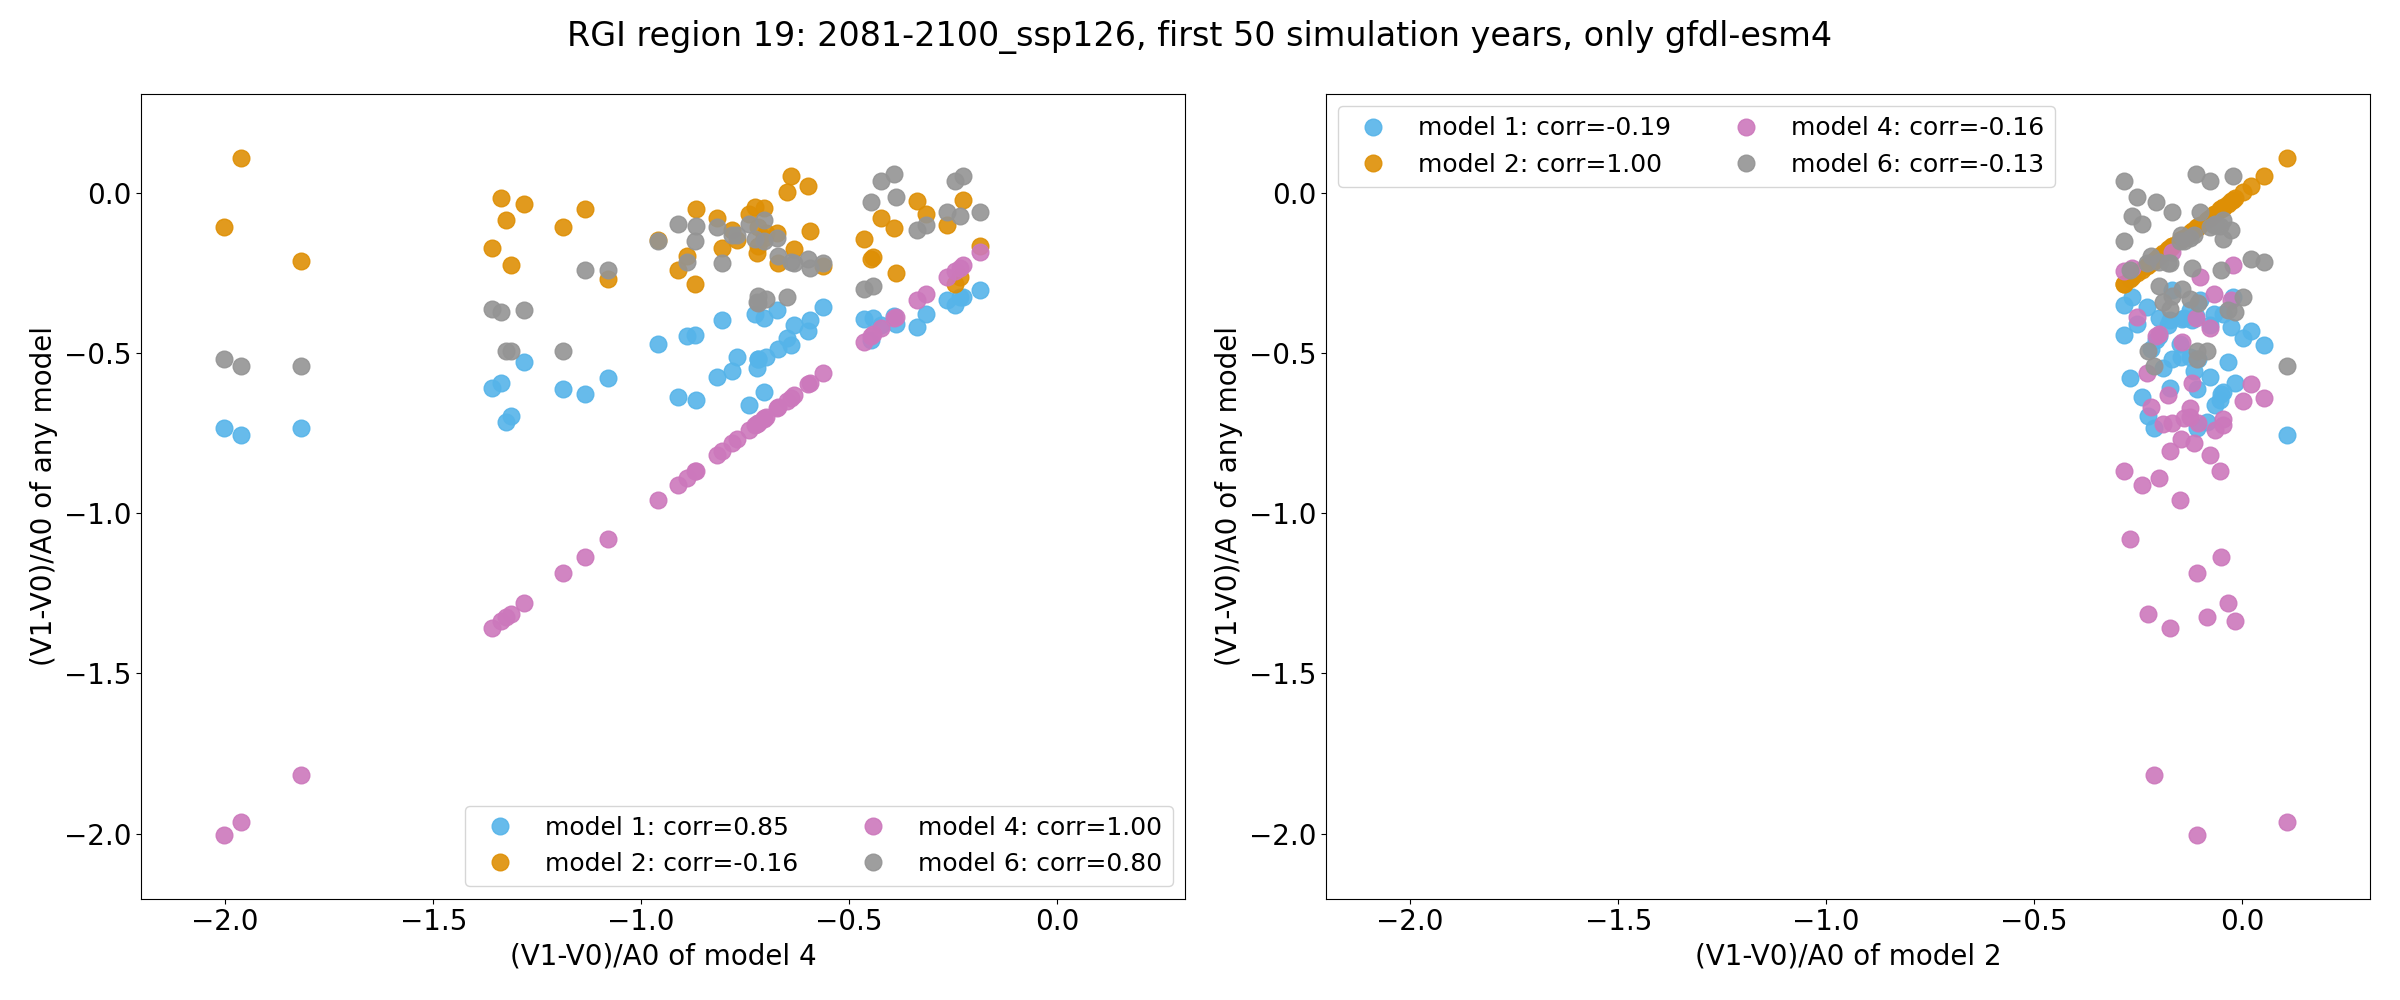 RGI region 19: 2081-2100_ssp126, first 50 simulation years, only gfdl-esm4
(V1-V0)/A0 of any model
0.0
−0.5
−1.0
−1.5
−2.0
model 1: corr=0.85
model 2: corr=-0.16
model 4: corr=1.00
model 6: corr=0.80
−2.0 −1.5 −1.0 −0.5 0.0
(V1-V0)/A0 of model 4
(V1-V0)/A0 of any model
0.0
−0.5
−1.0
−1.5
−2.0
model 1: corr=-0.19
model 2: corr=1.00
model 4: corr=-0.16
model 6: corr=-0.13
−2.0 −1.5 −1.0 −0.5 0.0
(V1-V0)/A0 of model 2